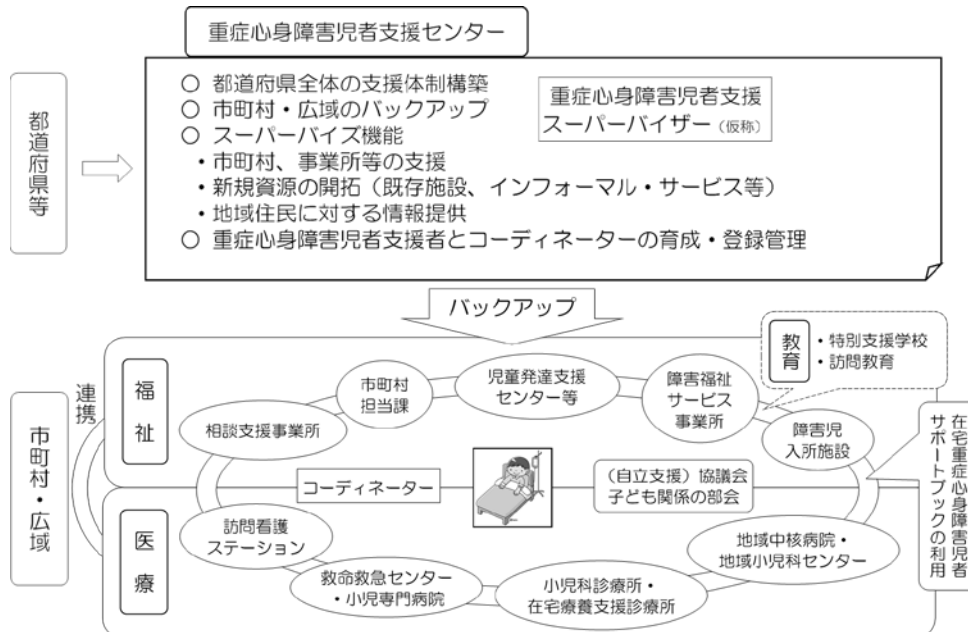 重症心身障害児者支援センター
都道府県等
○ 都道府県全体の支援体制構築
○ 市町村・広域のバックアップ
○ スーパーバイズ機能
・市町村、事業所等の支援
・新規資源の開拓（既存施設、インフォーマル・サービス等）
・地域住民に対する情報提供
○ 重症心身障害児者支援者とコーディネーターの育成・登録管理
重症心身障害児者支援
スーパーバイザー（仮称）
バックアップ
市町村・広域
連携
福祉
医療
相談支援事業所
市町村
担当課
児童発達支援
センター等
障害福祉
サービス
事業所
教育
・特別支援学校
・訪問教育
障害児
入所施設
在宅重症心身障害児者
サポートブックの利用
コーディネーター
（自立支援）協議会
子ども関係の部会
訪問看護
ステーション
救命救急センター
・小児専門病院
小児科診療所・
在宅療養支援診療所
地域中核病院・
地域小児科センター